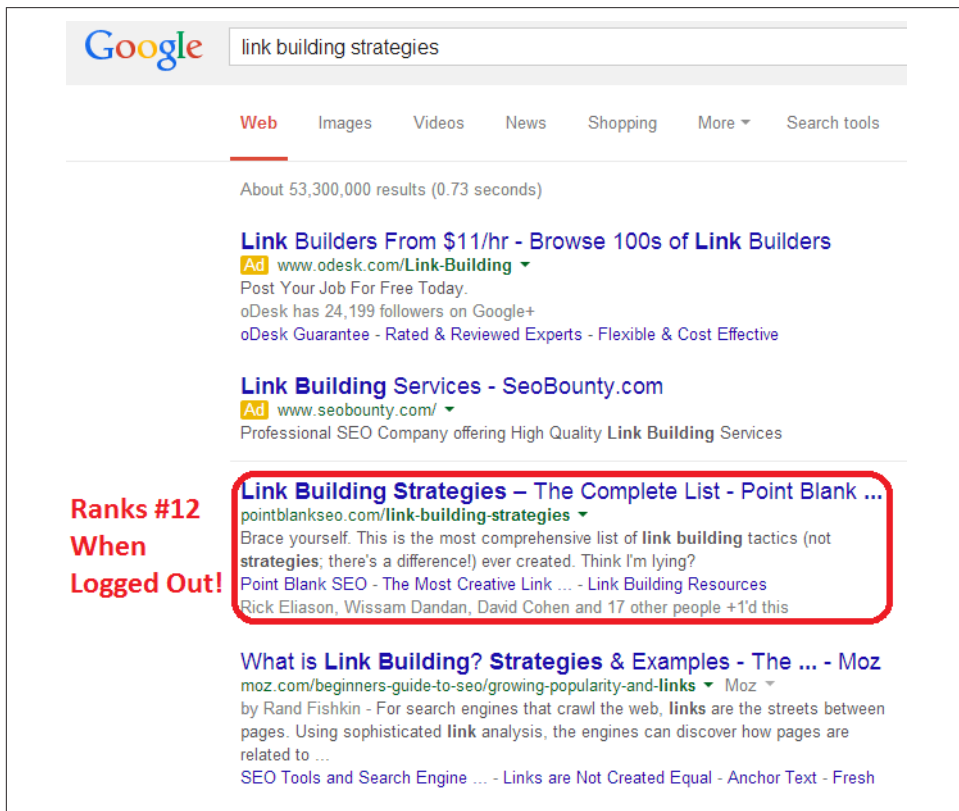 Google link building strategies
Web Images Videos News Shopping More Search tools
About 53,300,000 results (0.73 seconds)
Link Builders From $11/hr - Browse 100s of Link Builders
Ad www.odesk.com/Link-Building
Post Your Job For Free Today.
oDesk has 24,199 followers on Google+
oDesk Guarantee - Rated & Reviewed Experts - Flexible & Cost Effective
Link Building Services - SeoBounty.com
Ad www.seobounty.com/
Professional SEO Company offering High Quality Link Building Services
Ranks #12
When
Logged Out!
Link Building Strategies – The Complete List - Point Blank ...
pointblankseo.com/link-building-strategies
Brace yourself. This is the most comprehensive list of link building tactics (not
strategies; there's a difference!) ever created. Think I'm lying?
Point Blank SEO - The Most Creative Link ... - Link Building Resources
Rick Eliason, Wissam Dandan, David Cohen and 17 other people +1'd this
What is Link Building? Strategies & Examples - The ... - Moz
moz.com/beginners-guide-to-seo/growing-popularity-and-links Moz
by Rand Fishkin - For search engines that crawl the web, links are the streets between
pages. Using sophisticated link analysis, the engines can discover how pages are
related to ...
SEO Tools and Search Engine ... - Links are Not Created Equal - Anchor Text - Fresh